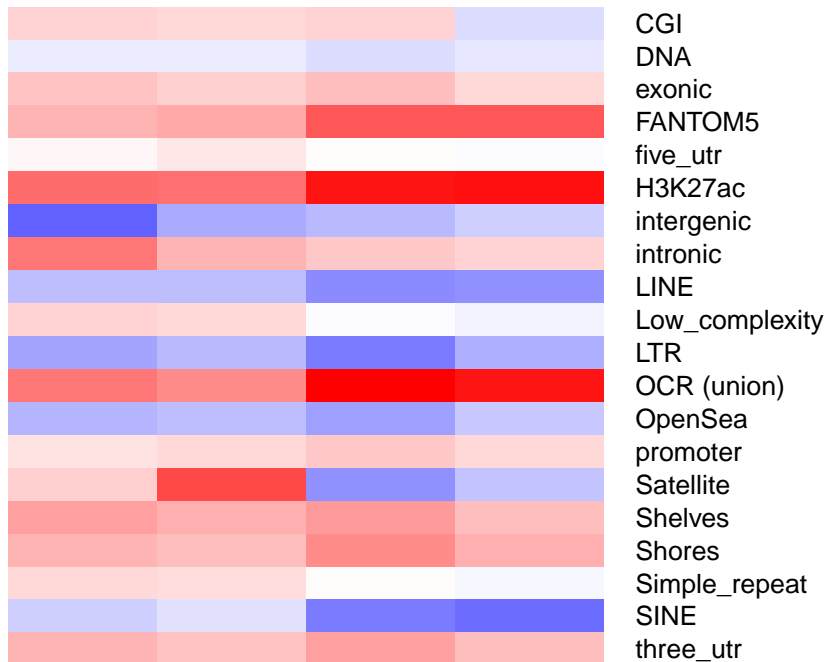 CGI
DNA
exonic
FANTOM5
five_utr
H3K27ac
intergenic
intronic
LINE
Low_complexity
LTR
OCR (union)
OpenSea
promoter
Satellite
Shelves
Shores
Simple_repeat
SINE
three_utr